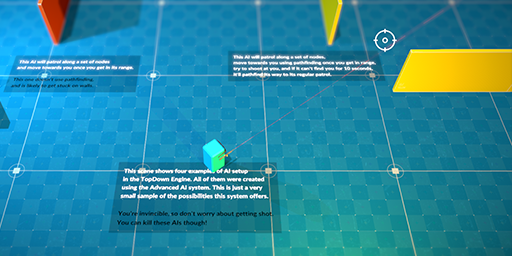 This AI will patrol along a set of nodes
and move towards you once you get in its range.
This one doesn't use pathfinding,
and is likely to get stuck on walls.
This AI will patrol along a set of nodes,
move towards you using pathfinding once you get in range,
try to shoot at you, and if it can't find you for 10 seconds,
it'll pathfind its way to its regular patrol.
This scene shows four examples of AI setup
in the TopDown Engine. All of them were created
using the Advanced AI system. This is just a very
small sample of the possibilities this system offers.
You're invincible, so don't worry about getting shot.
You can kill these AIs though!